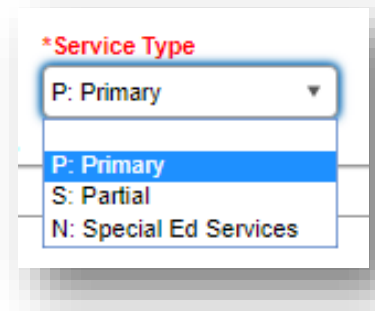 *Service Type
P: Primary
P: Primary
S: Partial
N: Special Ed Services